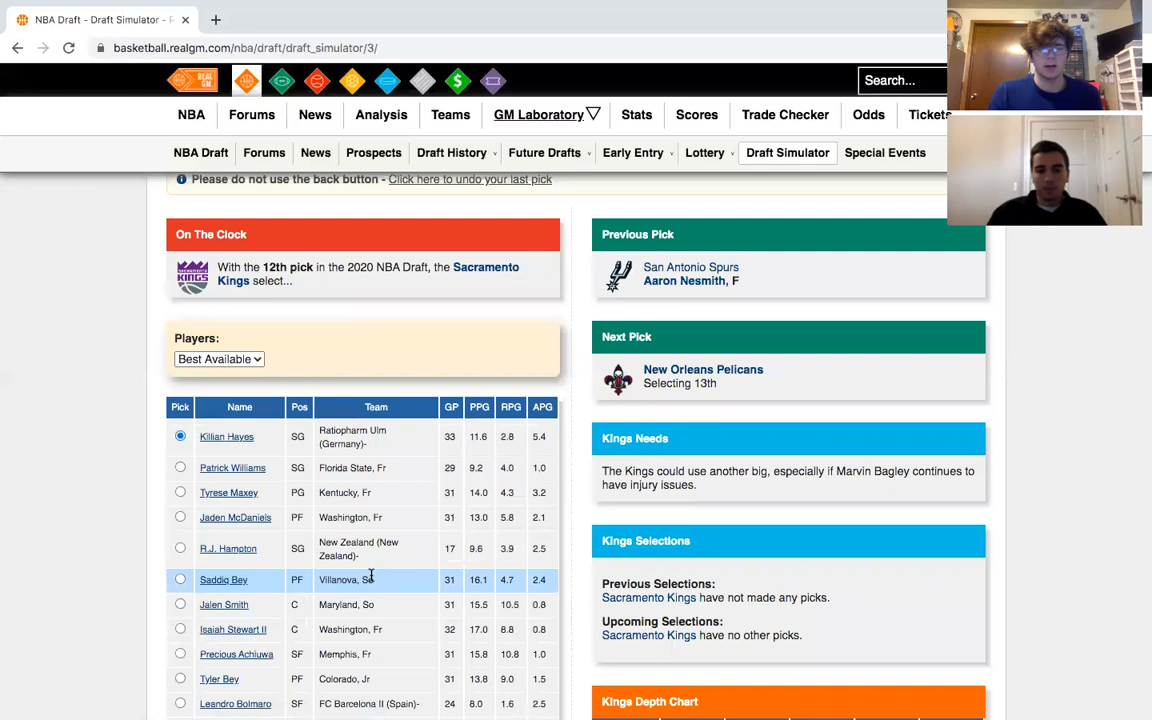 NBA Draft - Draft Simulator -
basketball.realgm.com/nba/draft/draft_simulator/3/
REAL GM
Search...
NBA Forums News Analysis Teams GM Laboratory Stats Scores Trade Checker Odds Tickets
NBA Draft Forums News Prospects Draft History Future Drafts Early Entry Lottery Draft Simulator Special Events
Please do not use the back button - Click here to undo your last pick
On The Clock
With the 12th pick in the 2020 NBA Draft, the Sacramento
Kings select...
Players:
Best Available
Pick Name Pos Team GP PPG RPG APG
Killian Hayes SG Ratiopharm Ulm (Germany)- 33 11.6 2.8 5.4
Patrick Williams SG Florida State, Fr 29 9.2 4.0 1.0
Tyrese Maxey PG Kentucky, Fr 31 14.0 4.3 3.2
Jaden McDaniels PF Washington, Fr 31 13.0 5.8 2.1
R.J. Hampton SG New Zealand (New Zealand)- 17 9.6 3.9 2.5
Saddiq Bey PF Villanova, So 31 16.1 4.7 2.4
Jalen Smith C Maryland, So 31 15.5 10.5 0.8
Isaiah Stewart II C Washington, Fr 32 17.0 8.8 0.8
Precious Achiuwa SF Memphis, Fr 31 15.8 10.8 1.0
Tyler Bey PF Colorado, Jr 31 13.8 9.0 1.5
Leandro Bolmaro SF FC Barcelona II (Spain)- 24 8.0 1.6 2.5
Previous Pick
San Antonio Spurs
Aaron Nesmith, F
Next Pick
New Orleans Pelicans
Selecting 13th
Kings Needs
The Kings could use another big, especially if Marvin Bagley continues to
have injury issues.
Kings Selections
Previous Selections:
Sacramento Kings have not made any picks.
Upcoming Selections:
Sacramento Kings have no other picks.
Kings Depth Chart